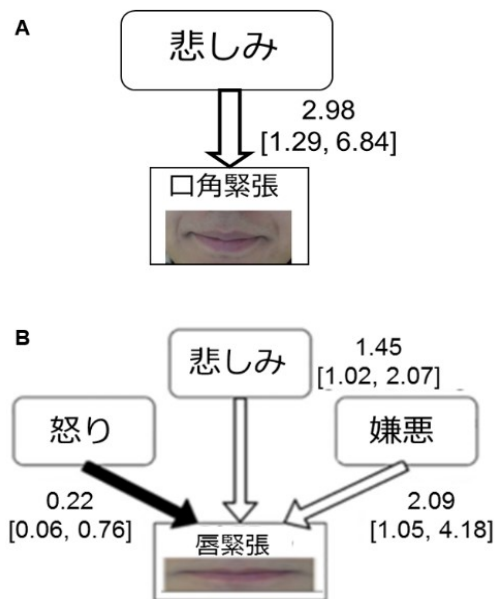 A
悲しみ
2.98
[1.29, 6.84]
口角緊張
B
悲しみ
1.45
[1.02, 2.07]
怒り
嫌悪
0.22
[0.06, 0.76]
2.09
[1.05, 4.18]
唇緊張